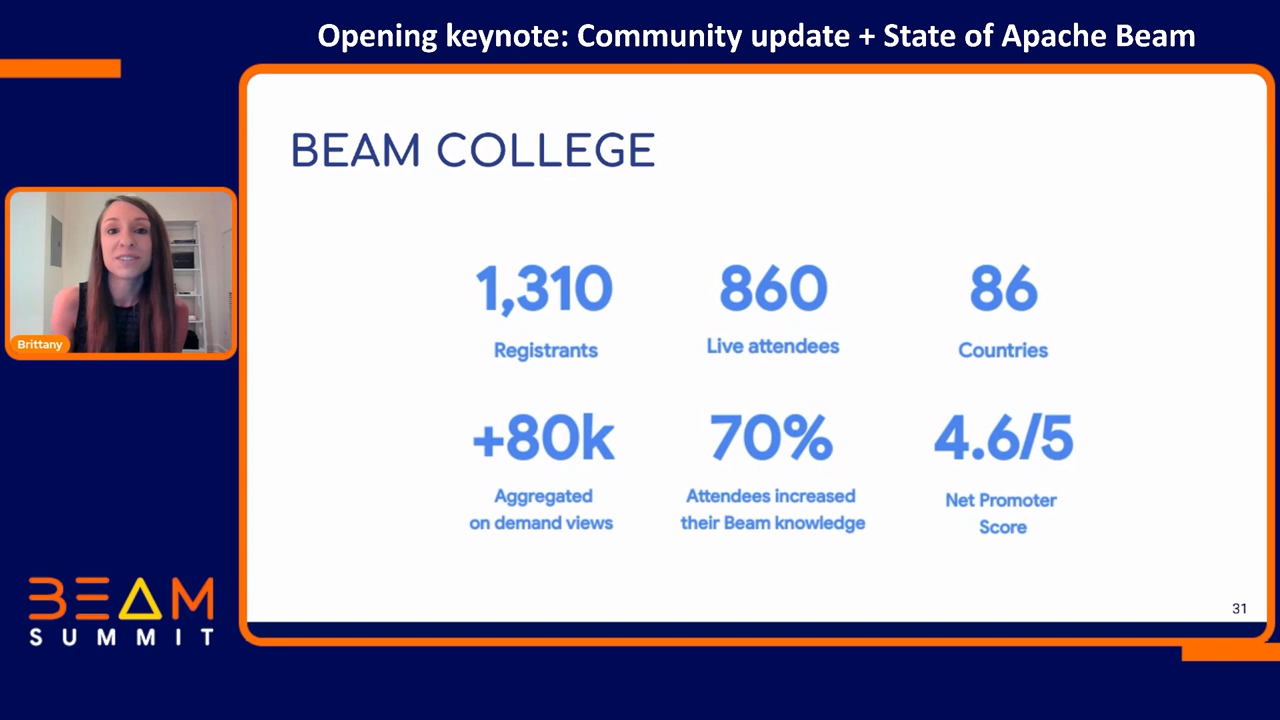 Opening keynote: Community update + State of Apache Beam
BEAM COLLEGE
1,310
Registrants
860
Live attendees
86
Countries
+80k
Aggregated
on demand views
70%
Attendees increased
their Beam knowledge
4.6/5
Net Promoter
Score
31
Brittany
BEAM
SUMMIT